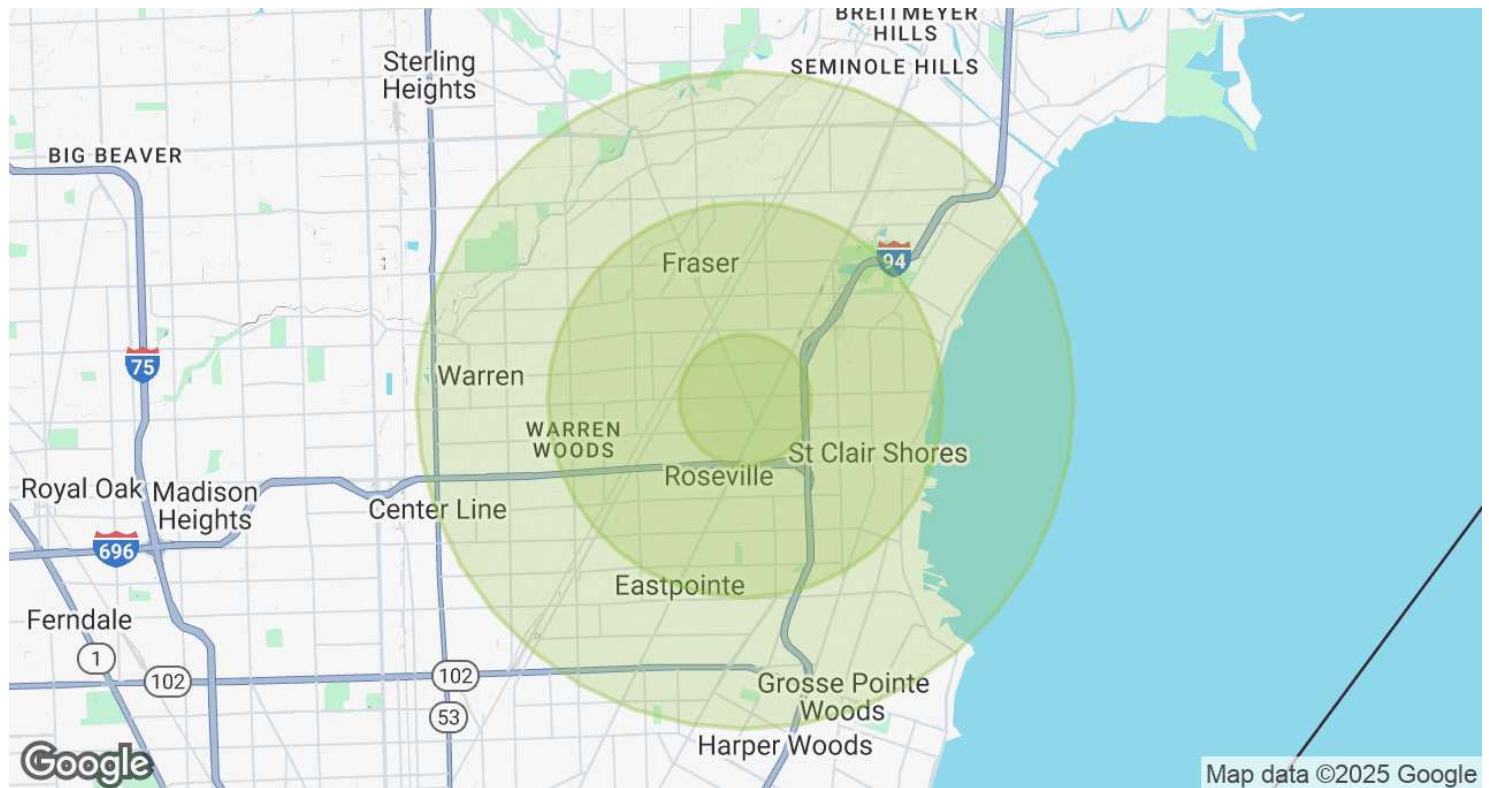 BREITMEYER
HILLS
SEMINOLE HILLS
Sterling
Heights
BIG BEAVER
Fraser
94
75
Warren
WARREN
WOODS
St Clair Shores
Roseville
Royal Oak
Madison
Heights
Center Line
696
Eastpointe
Ferndale
1
102
102
53
Grosse Pointe
Woods
Harper Woods
Google
Map data ©2025 Google